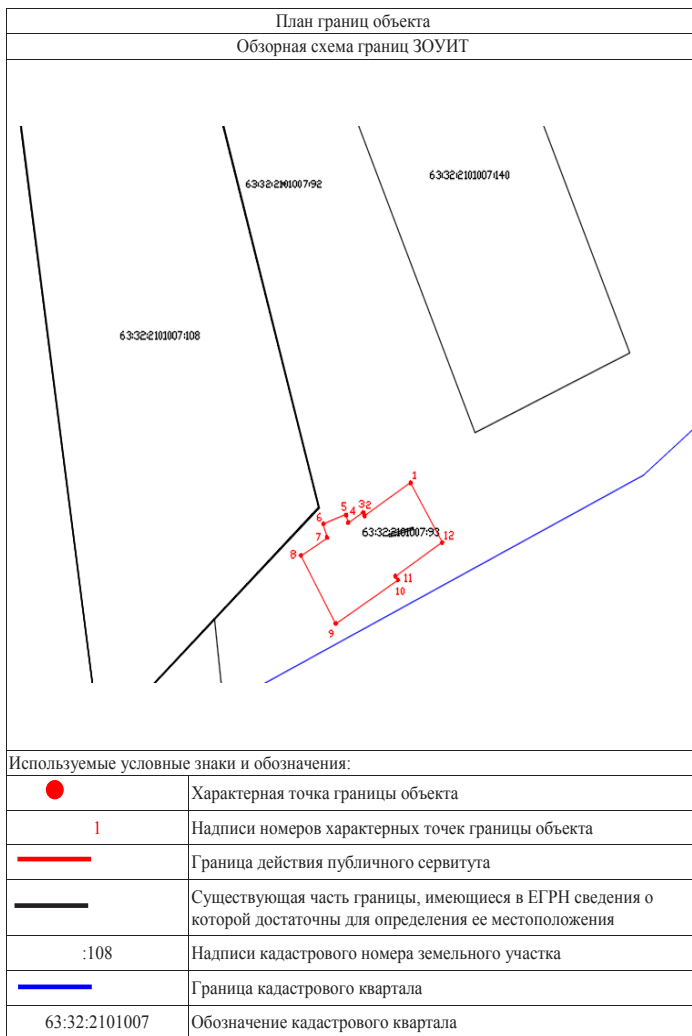 План границ объекта
Обзорная схема границ ЗОУИТ
63:32:2101007:140
63:32:2101007:92
63:32:2101007:108
1
5
4
3
2
6
63:32:2101007:93
7
12
8
11
10
9
Используемые условные знаки и обозначения:
Характерная точка границы объекта
1
Надписи номеров характерных точек границы объекта
Граница действия публичного сервитута
Существующая часть границы, имеющиеся в ЕГРН сведения о
которой достаточны для определения ее местоположения
:108
Надписи кадастрового номера земельного участка
Граница кадастрового квартала
63:32:2101007
Обозначение кадастрового квартала